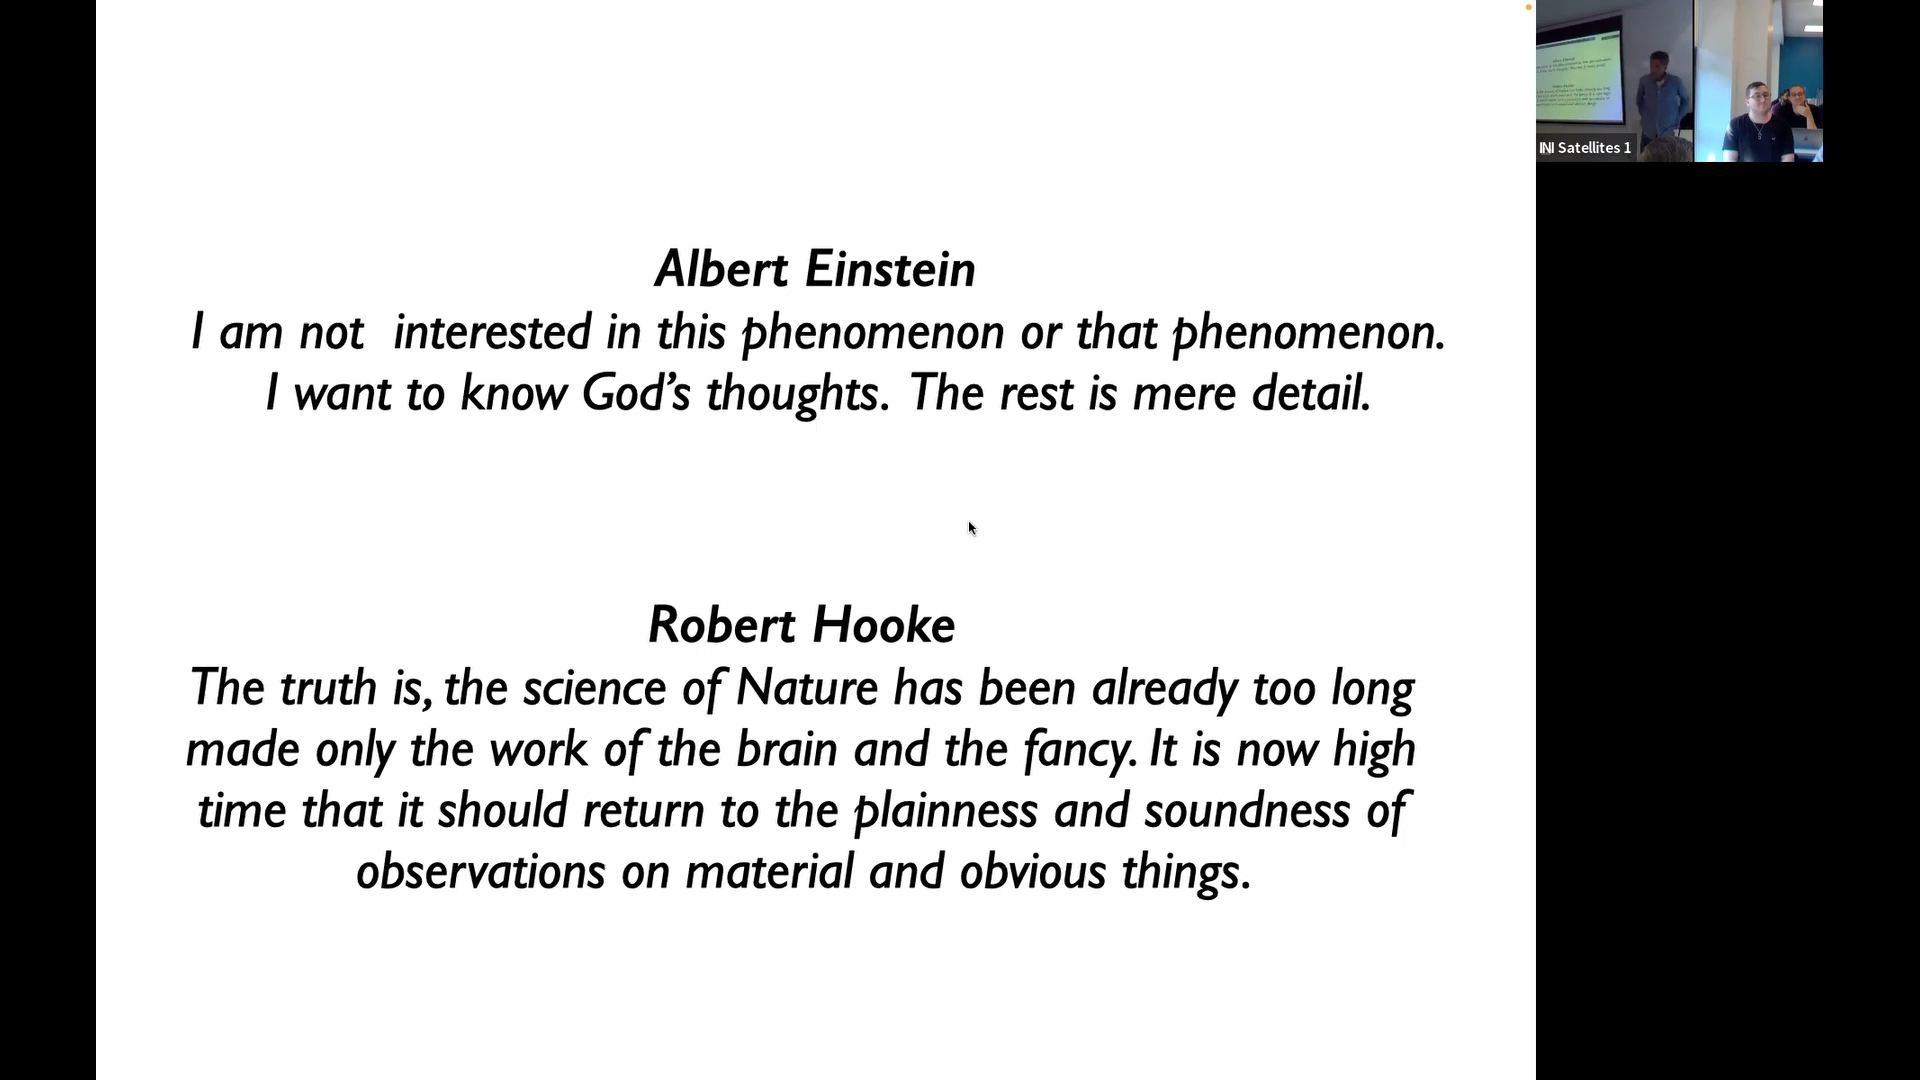 Albert Einstein
I am not  interested in this phenomenon or that phenomenon.
I want to know God’s thoughts. The rest is mere detail.
Robert Hooke
The truth is, the science of Nature has been already too long
made only the work of the brain and the fancy. It is now high
time that it should return to the plainness and soundness of
observations on material and obvious things.
INI Satellites 1